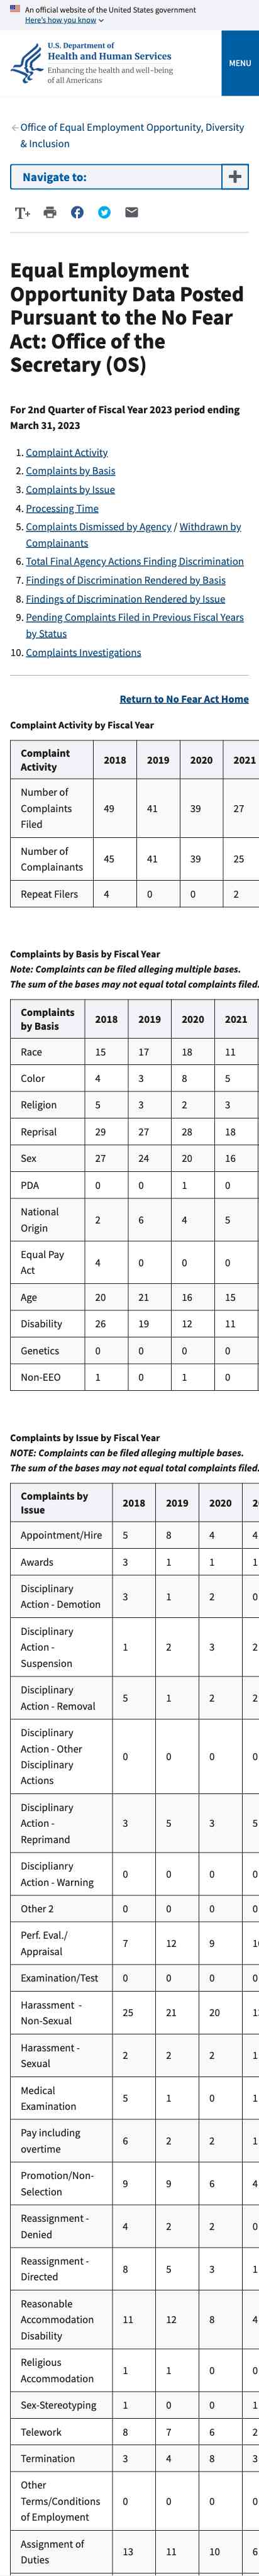 An official website of the United States government
Here's how you know
U.S. Department of
Health and Human Services
Enhancing the health and well-being
of all Americans
MENU
Office of Equal Employment Opportunity, Diversity
& Inclusion
Navigate to:
T+
Equal Employment
Opportunity Data Posted
Pursuant to the No Fear
Act: Office of the
Secretary (OS)
For 2nd Quarter of Fiscal Year 2023 period ending
March 31, 2023
1. Complaint Activity
2. Complaints by Basis
3. Complaints by Issue
4. Processing Time
5. Complaints Dismissed by Agency / Withdrawn by
Complainants
6. Total Final Agency Actions Finding Discrimination
7. Findings of Discrimination Rendered by Basis
8. Findings of Discrimination Rendered by Issue
9. Pending Complaints Filed in Previous Fiscal Years
by Status
10. Complaints Investigations
Return to No Fear Act Home
Complaint Activity by Fiscal Year
Complaint
Activity 2018 2019 2020 2021
Number of
Complaints
Filed 49 41 39 27
Number of
Complainants 45 41 39 25
Repeat Filers 4 0 0 2
Complaints by Basis by Fiscal Year
Note: Complaints can be filed alleging multiple bases.
The sum of the bases may not equal total complaints filed.
Complaints
by Basis 2018 2019 2020 2021
Race 15 17 18 11
Color 4 3 8 5
Religion 5 3 2 3
Reprisal 29 27 28 18
Sex 27 24 20 16
PDA 0 0 1 0
National
Origin 2 6 4 5
Equal Pay
Act 4 0 0 0
Age 20 21 16 15
Disability 26 19 12 11
Genetics 0 0 0 0
Non-EEO 1 0 1 0
Complaints by Issue by Fiscal Year
NOTE: Complaints can be filed alleging multiple bases.
The sum of the bases may not equal total complaints filed.
Complaints by
Issue 2018 2019 2020
Appointment/Hire 5 8 4 4
Awards 3 1 1 1
Disciplinary
Action - Demotion 3 1 2 0
Disciplinary
Action -
Suspension 1 2 3 2
Disciplinary
Action - Removal 5 1 2 2
Disciplinary
Action - Other
Disciplinary
Actions 0 0 0 0
Disciplinary
Action -
Reprimand 3 5 3 5
Disciplianry
Action - Warning 0 0 0 0
Other 2 0 0 0 0
Perf. Eval./
Appraisal 7 12 9
Examination/Test 0 0 0 0
Harassment -
Non-Sexual 25 21 20
Harassment -
Sexual 2 2 2 1
Medical
Examination 5 1 0 1
Pay including
overtime 6 2 2 1
Promotion/Non-
Selection 9 9 6 4
Reassignment -
Denied 4 2 2 0
Reassignment -
Directed 8 5 3 1
Reasonable
Accommodation
Disability 11 12 8 4
Religious
Accommodation 1 1 0 0
Sex-Stereotyping 1 0 0 1
Telework 8 7 6 2
Termination 3 4 8 3
Other
Terms/Conditions
of Employment 0 0 0 0
Assignment of
Duties 13 11 10 6